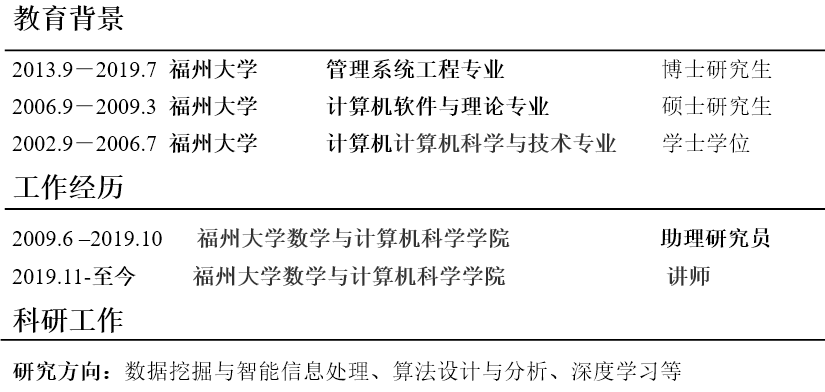 教育背景
2013.9－2019.7 福州大学 管理系统工程专业 博士研究生
2006.9－2009.3 福州大学 计算机软件与理论专业 硕士研究生
2002.9－2006.7 福州大学 计算机计算机科学与技术专业 学士学位
工作经历
2009.6 –2019.10 福州大学数学与计算机科学学院 助理研究员
2019.11-至今 福州大学数学与计算机科学学院 讲师
科研工作
研究方向：数据挖掘与智能信息处理、算法设计与分析、深度学习等